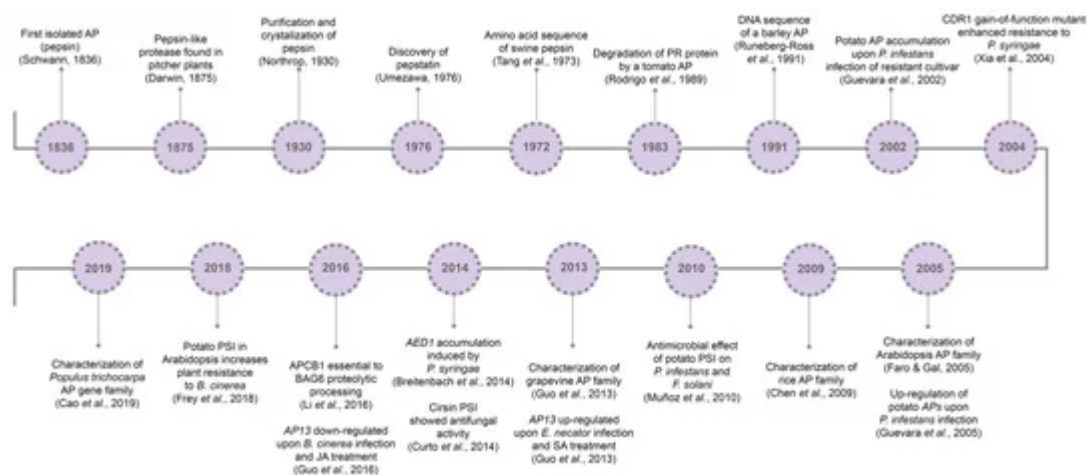 First isolated AP
(pepsin)
(Schwann, 1836)
Pepsin-like
protease found in
pitcher plants
(Darwin, 1875)
Purification and
crystalization of
pepsin
(Northrop, 1930)
Discovery of
pepstatin
(Umezawa, 1976)
Amino acid sequence
of swine pepsin
(Tang et al., 1973)
Degradation of PR protein
by a tomato AP
(Rodrigo et al., 1989)
DNA sequence
of a barley AP
(Runeberg-Ross
et al., 1991)
Potato AP accumulation
upon P. infestans
infection of resistant cultivar
(Guevara et al., 2002)
CDR1 gain-of-function mutant
enhanced resistance to
P. syringae
(Xia et al., 2004)
1836
1875
1930
1976
1972
1983
1991
2002
2004
2019
2018
2016
2014
2013
2010
2009
2005
Characterization of
Populus trichocarpa
AP gene family
(Cao et al., 2019)
Potato PSI in
Arabidopsis increases
plant resistance
to B. cinerea
(Frey et al., 2018)
APCB1 essential to
BAG6 proteolytic
processing
(Li et al., 2016)
AP13 down-regulated
upon B. cinerea infection
and JA treatment
(Guo et al., 2016)
AED1 accumulation
induced by
P. syringae
(Breitenbach et al., 2014)
Cirsin PSI
showed antifungal
activity
(Curto et al., 2014)
Characterization of
grapevine AP family
(Guo et al., 2013)
AP13 up-regulated
upon E. necator infection
and SA treatment
(Guo et al., 2013)
Antimicrobial effect
of potato PSI on
P. infestans and
F. solani
(Muñoz et al., 2010)
Characterization of
rice AP family
(Chen et al., 2009)
Characterization of
Arabidopsis AP family
(Faro & Gal, 2005)
Up-regulation of
potato APs upon
P. infestans infection
(Guevara et al., 2005)